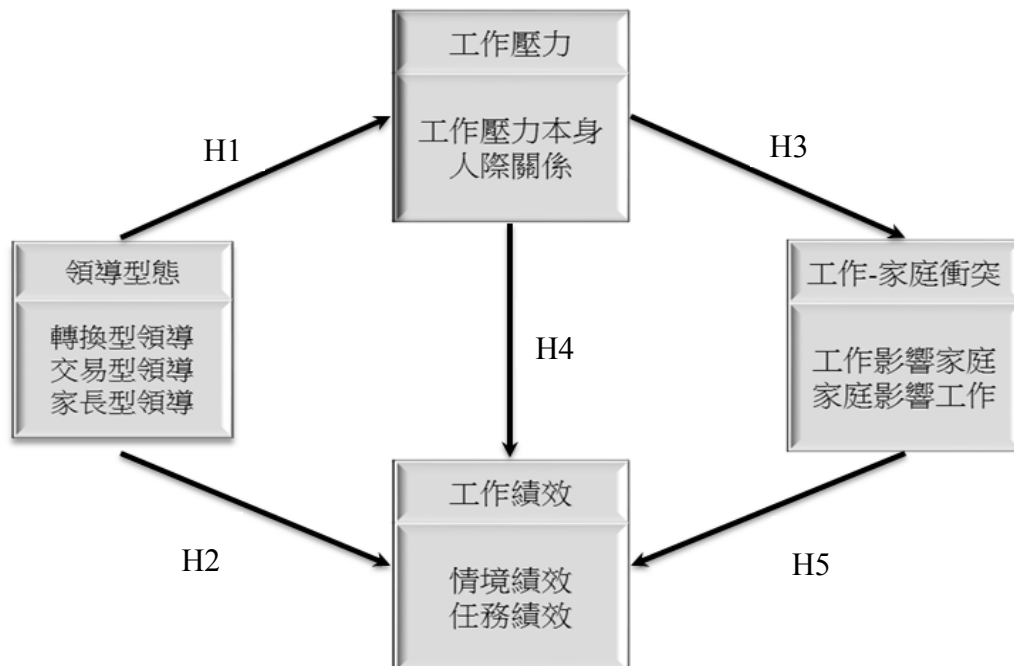 工作壓力
工作壓力本身
人際關係
H1
H3
領導型態
轉換型領導
交易型領導
家長型領導
H4
工作-家庭衝突
工作影響家庭
家庭影響工作
H2
工作績效
情境績效
任務績效
H5